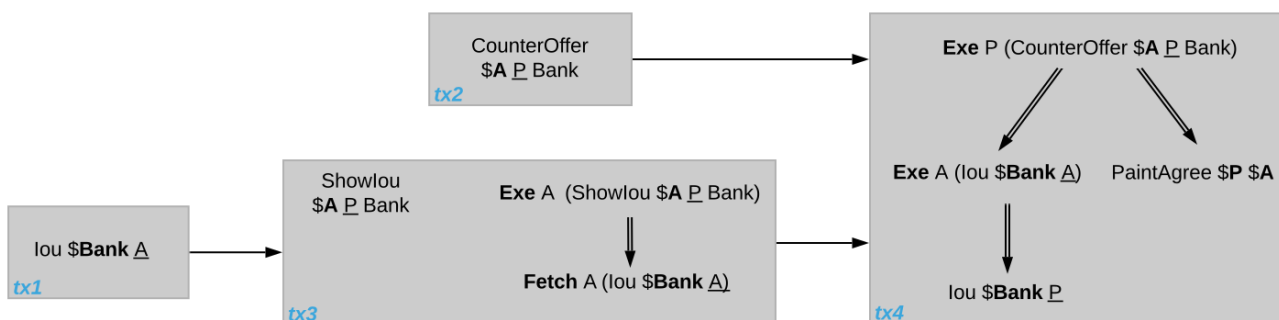 CounterOffer
$A P Bank
tx2
Exe P (CounterOffer $A P Bank)
Exe A (Iou $Bank A)
PaintAgree $P $A
Iou $Bank P
tx4
ShowIou
$A P Bank
Exe A (ShowIou $A P Bank)
Fetch A (Iou $Bank A)
tx3
Iou $Bank A
tx1